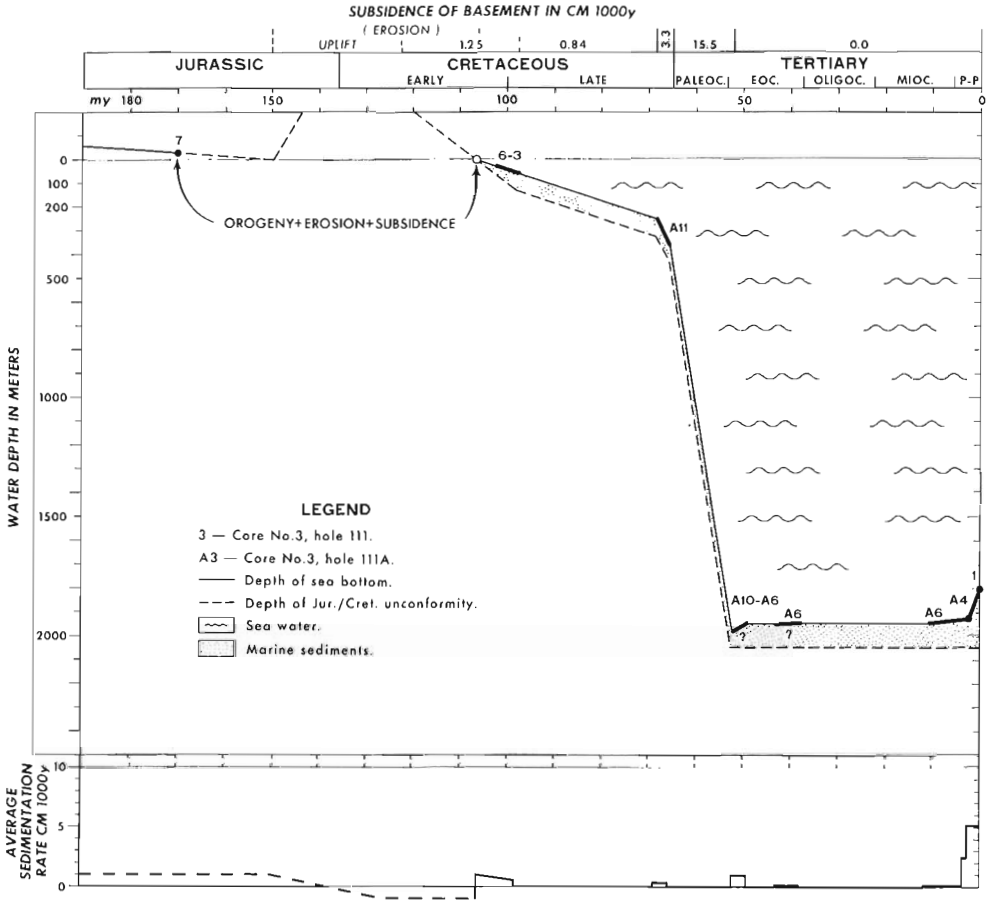 SUBSIDENCE OF BASEMENT IN CM 1000y
( EROSION )
UPLIFT 1.25 0.84 3.3 15.5 0.0
JURASSIC CRETACEOUS TERTIARY
EARLY LATE PALEOC. EOC. OLIGOC. MIOC. P-P
my 180 150 100 50 0
7
6-3
0
100
200
OROGENY+EROSION+SUBSIDENCE
A11
500
WATER DEPTH IN METERS
1000
1500
LEGEND
3 — Core No.3, hole 111.
A3 — Core No.3, hole 111A.
Depth of sea bottom.
Depth of Jur./Cret. unconformity.
Sea water.
Marine sediments.
1
A10-A6 A6 A6 A4
? ?
2000
AVERAGE
SEDIMENTATION
RATE CM 1000y
10
5
0